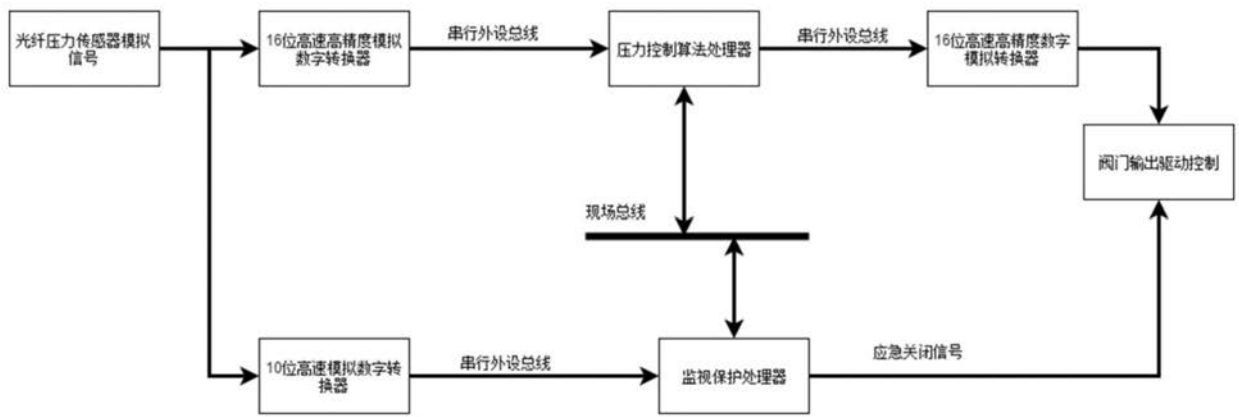 光纤压力传感器模拟
信号
16位高速高精度模拟
数字转换器
串行外设总线
压力控制算法处理器
串行外设总线
16位高速高精度数字
模拟转换器
阀门输出驱动控制
现场总线
10位高速模拟数字转
换器
串行外设总线
监视保护处理器
应急关闭信号